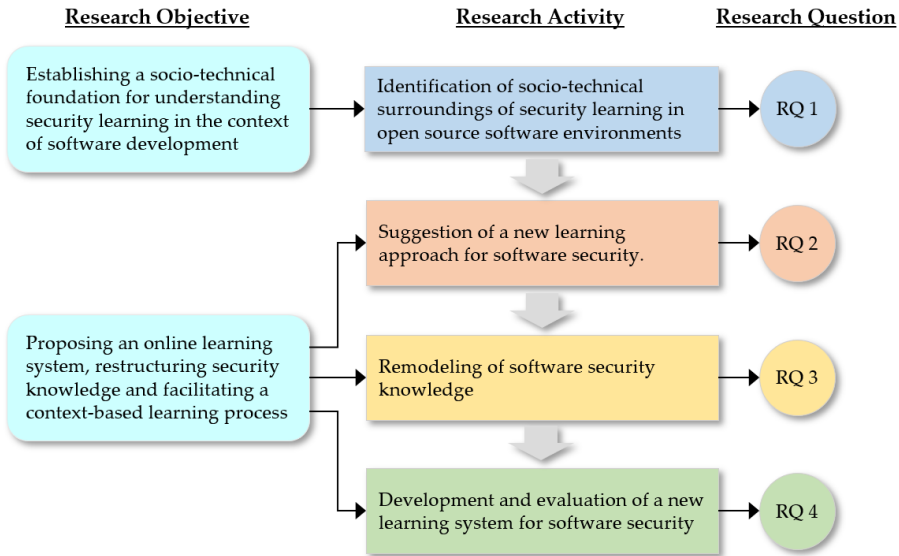 Research Objective
Research Activity
Research Question
Establishing a socio-technical
foundation for understanding
security learning in the context
of software development
Identification of socio-technical
surroundings of security learning in
open source software environments
RQ 1
Suggestion of a new learning
approach for software security.
RQ 2
Proposing an online learning
system, restructuring security
knowledge and facilitating a
context-based learning process
Remodeling of software security
knowledge
RQ 3
Development and evaluation of a new
learning system for software security
RQ 4